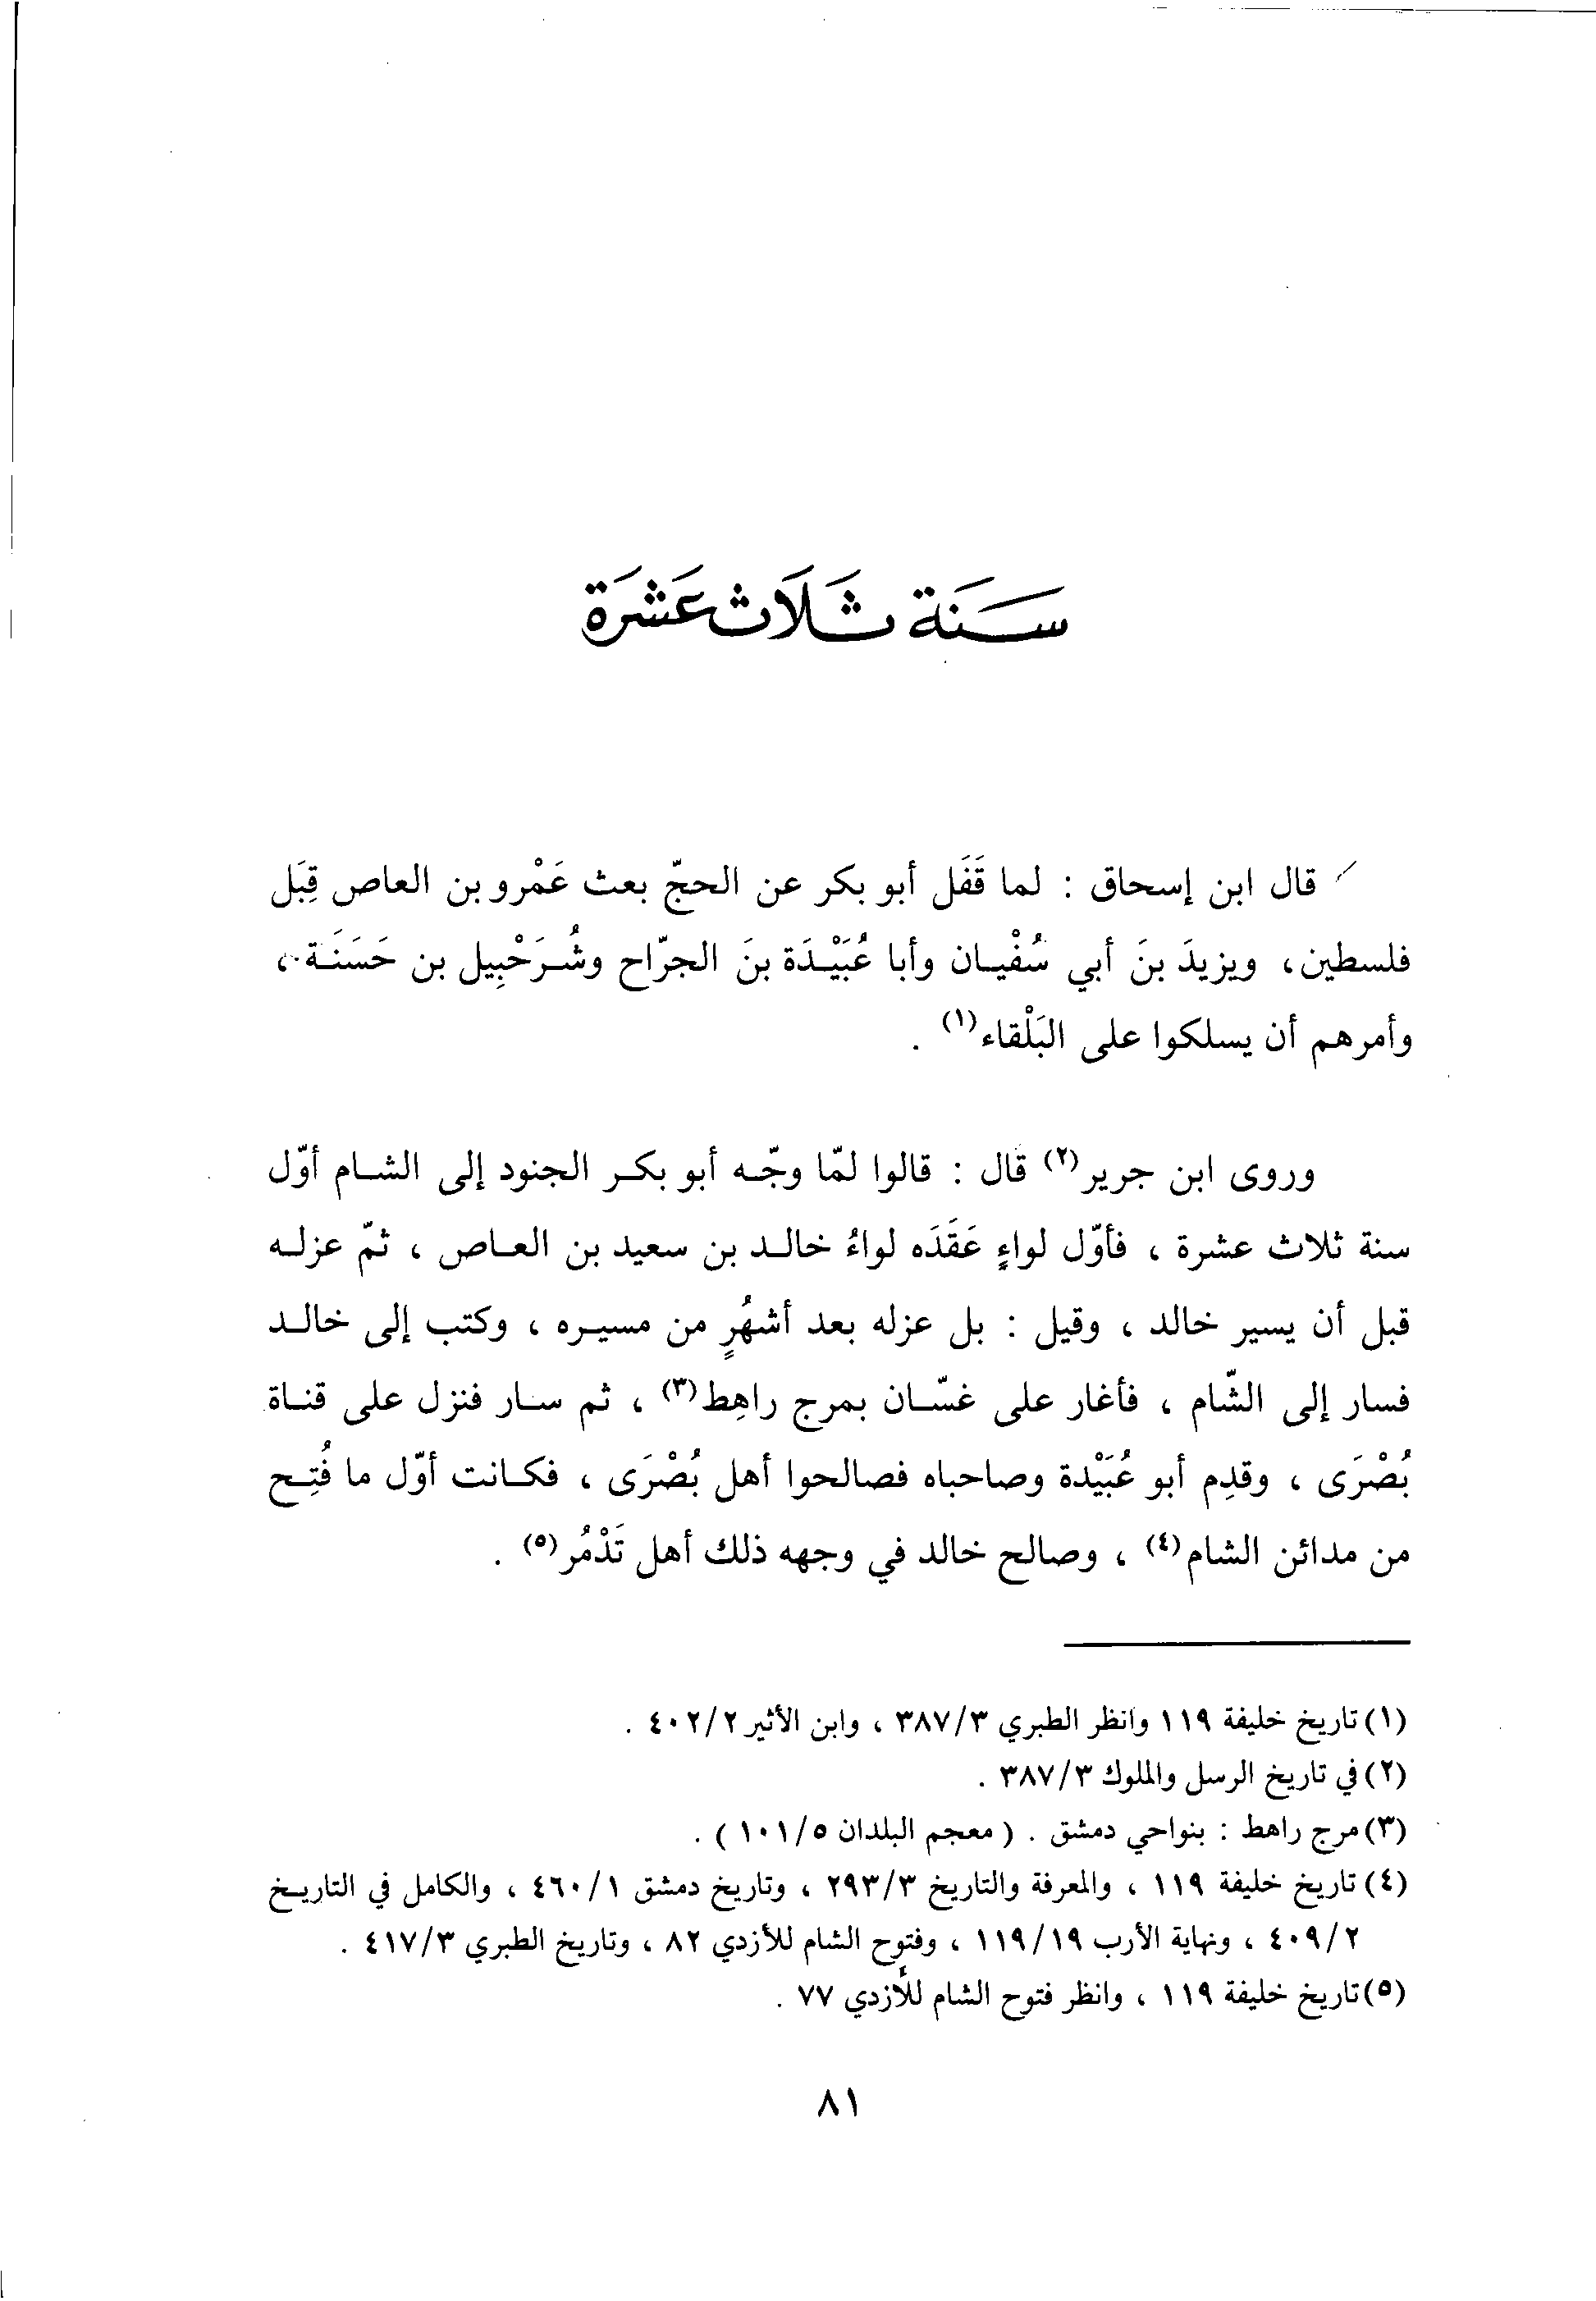 سَنَة ثَلَاث عَشَرَة
قال ابن إسحاق : لما قَفَل أبو بكر عن الحجّ بعث عَمْرو بن العاص قِبَل
فلسطين، ويزيدَ بنَ أبي سُفْيان وأبا عُبَيْدَة بنَ الجرّاح وشُرَحْبِيل بن حَسَنَة ،
وأمرهم أن يسلكوا على البَلْقاء(١) .
وروى ابن جرير(٢) قال : قالوا لمّا وجّه أبو بكر الجنود إلى الشام أوّل
سنة ثلاث عشرة ، فأوّل لواءٍ عَقَدَه لواءُ خالد بن سعيد بن العاص ، ثمّ عزله
قبل أن يسير خالد ، وقيل : بل عزله بعد أشهُرٍ من مسيره ، وكتب إلى خالد
فسار إلى الشّام ، فأغار على غسّان بمرج راهِط(٣) ، ثم سار فنزل على قناة
بُصْرَى ، وقدِم أبو عُبَيْدة وصاحباه فصالحوا أهل بُصْرَى ، فكانت أوّل ما فُتِح
من مدائن الشام(٤) ، وصالح خالد في وجهه ذلك أهل تَدْمُر(٥) .
(١) تاريخ خليفة ١١٩ وانظر الطبري ٣٨٧/٣ ، وابن الأثير ٤٠٢/٢ .
(٢) في تاريخ الرسل والملوك ٣٨٧/٣ .
(٣) مرج راهط : بنواحي دمشق . ( معجم البلدان ١٠١/٥ ) .
(٤) تاريخ خليفة ١١٩ ، والمعرفة والتاريخ ٢٩٣/٣ ، وتاريخ دمشق ٤٦٠/١ ، والكامل في التاريخ
٤٠٩/٢ ، ونهاية الأرب ١١٩/١٩ ، وفتوح الشام للأزدي ٨٢ ، وتاريخ الطبري ٤١٧/٣ .
(٥) تاريخ خليفة ١١٩ ، وانظر فتوح الشام للأزدي ٧٧ .
٨١